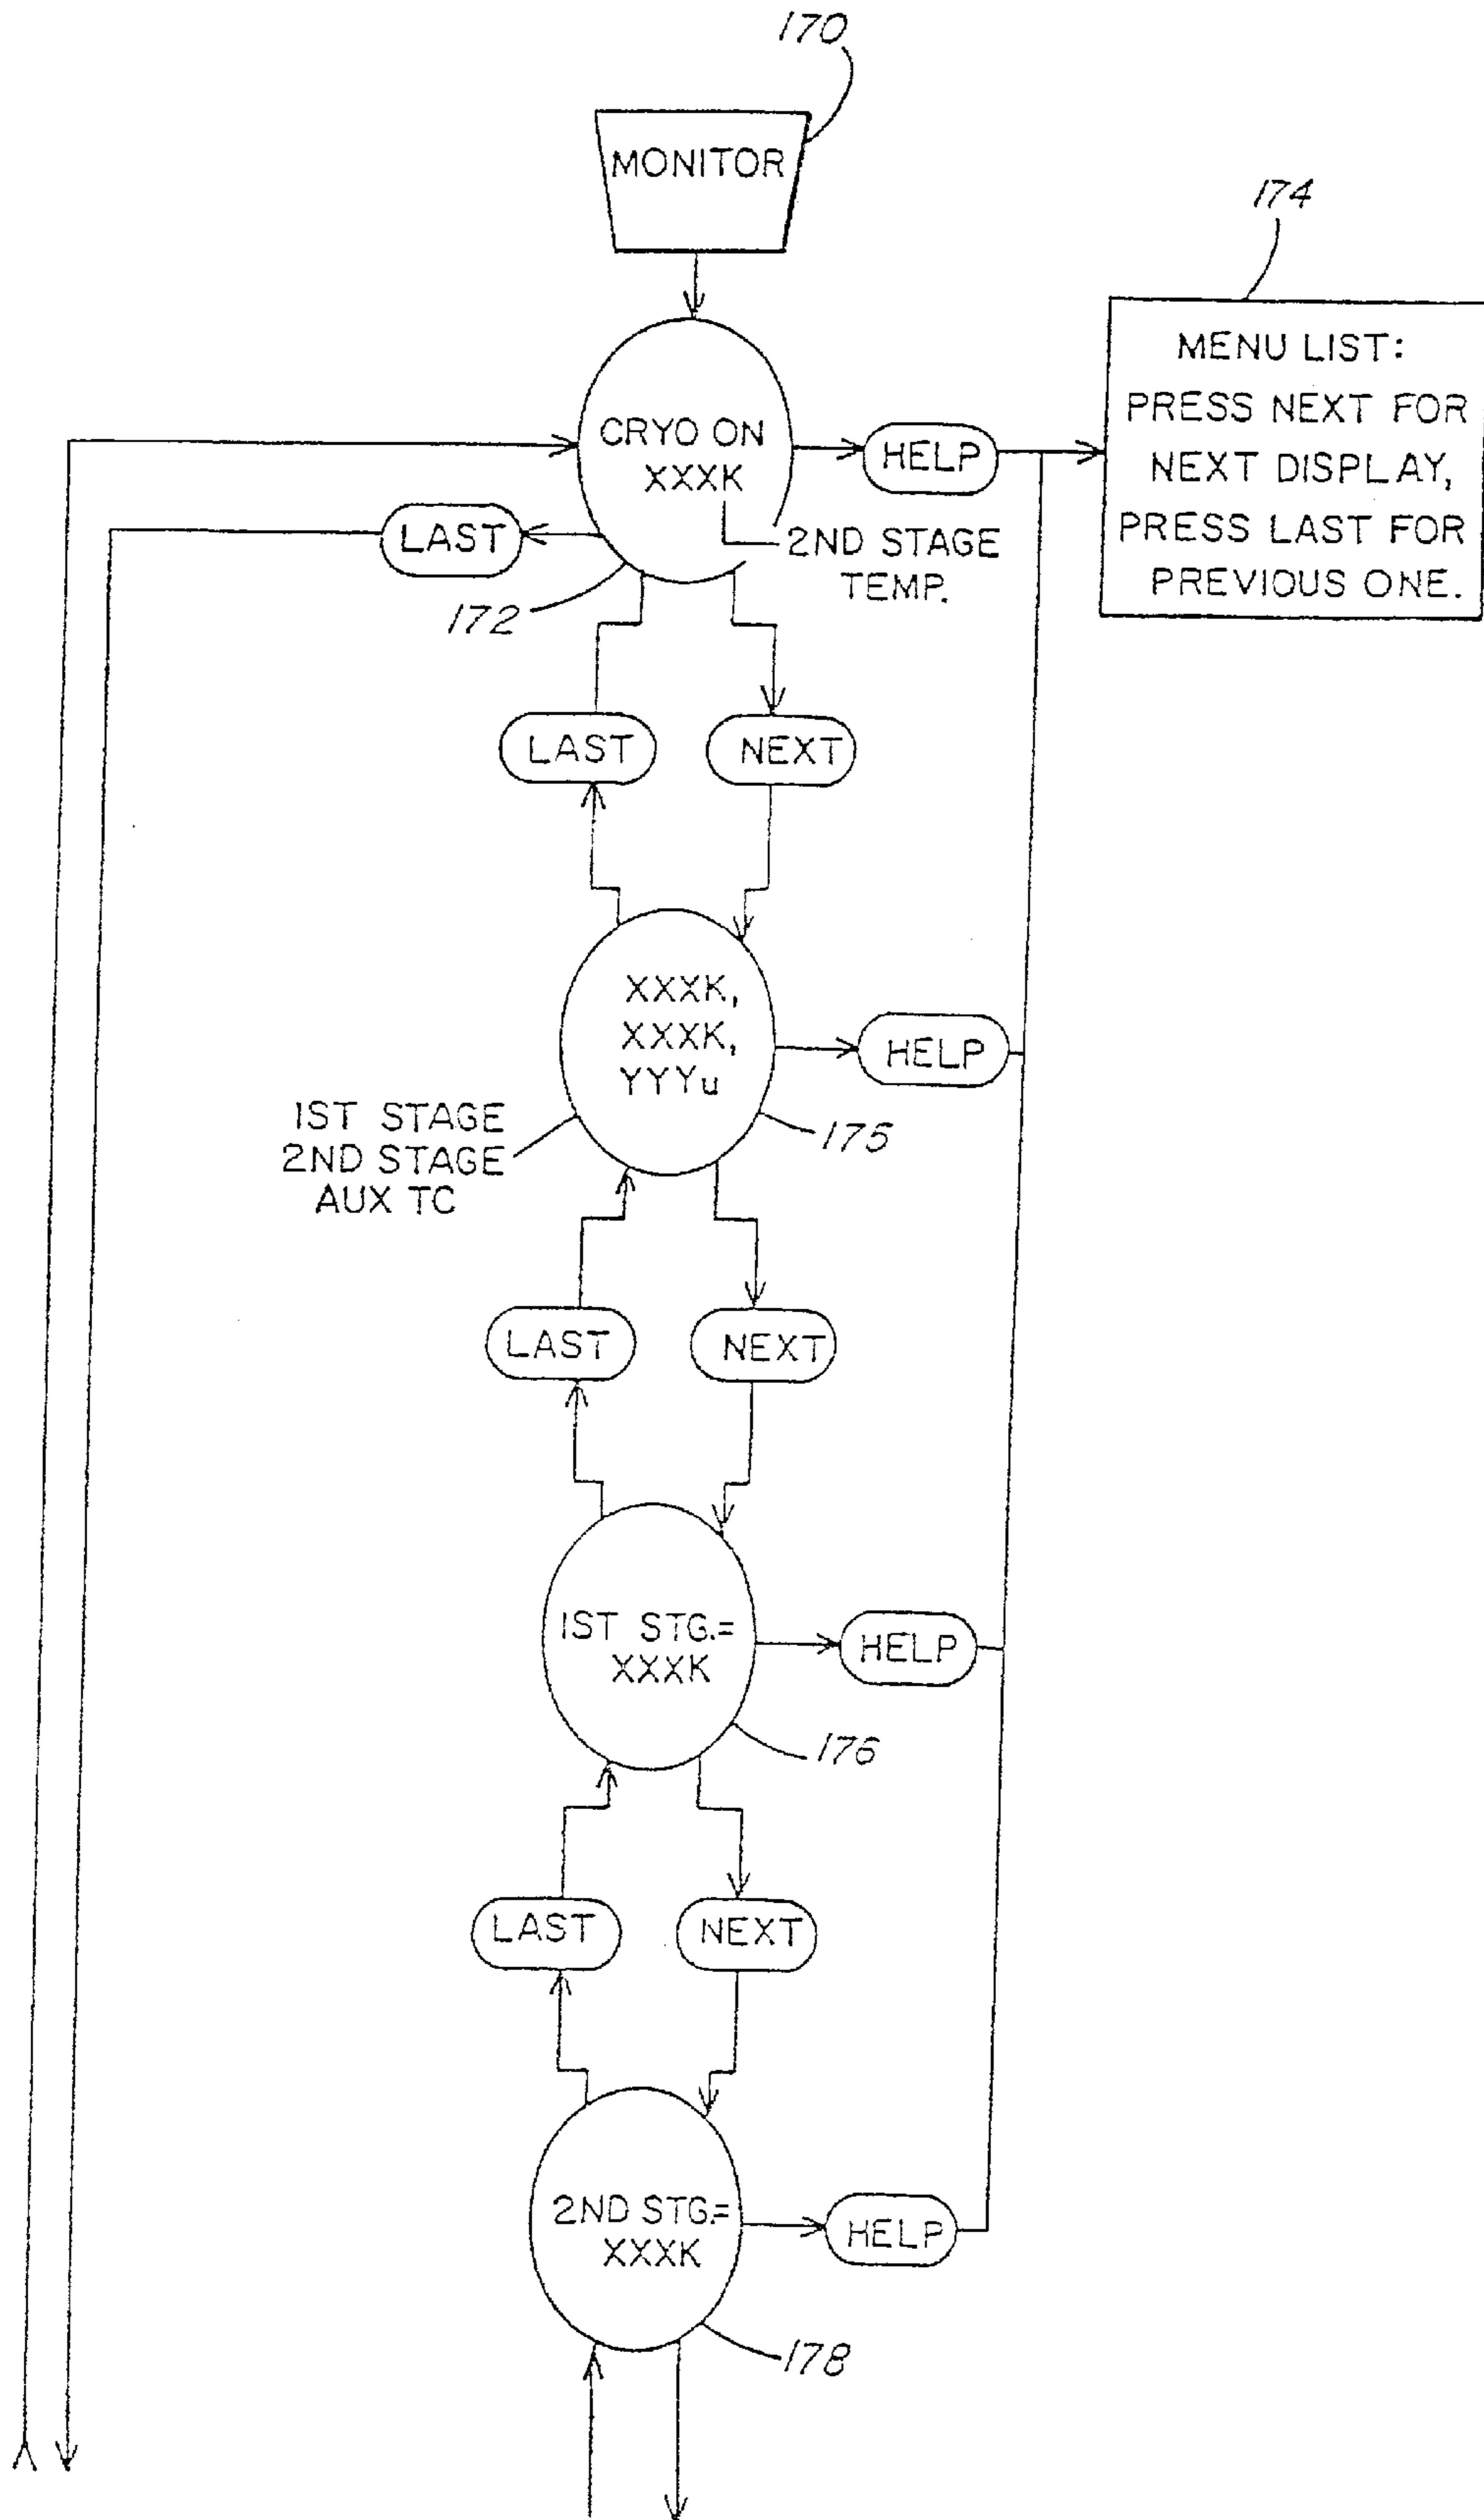 170
MONITOR
174
MENU LIST:
PRESS NEXT FOR
NEXT DISPLAY,
PRESS LAST FOR
PREVIOUS ONE.
CRYO ON
XXXK
HELP
LAST
2ND STAGE
TEMP.
172
LAST
NEXT
XXXK,
XXXK,
YYYu
HELP
1ST STAGE
2ND STAGE
AUX TC
175
LAST
NEXT
1ST STG.=
XXXK
HELP
176
LAST
NEXT
2ND STG.=
XXXK
HELP
178